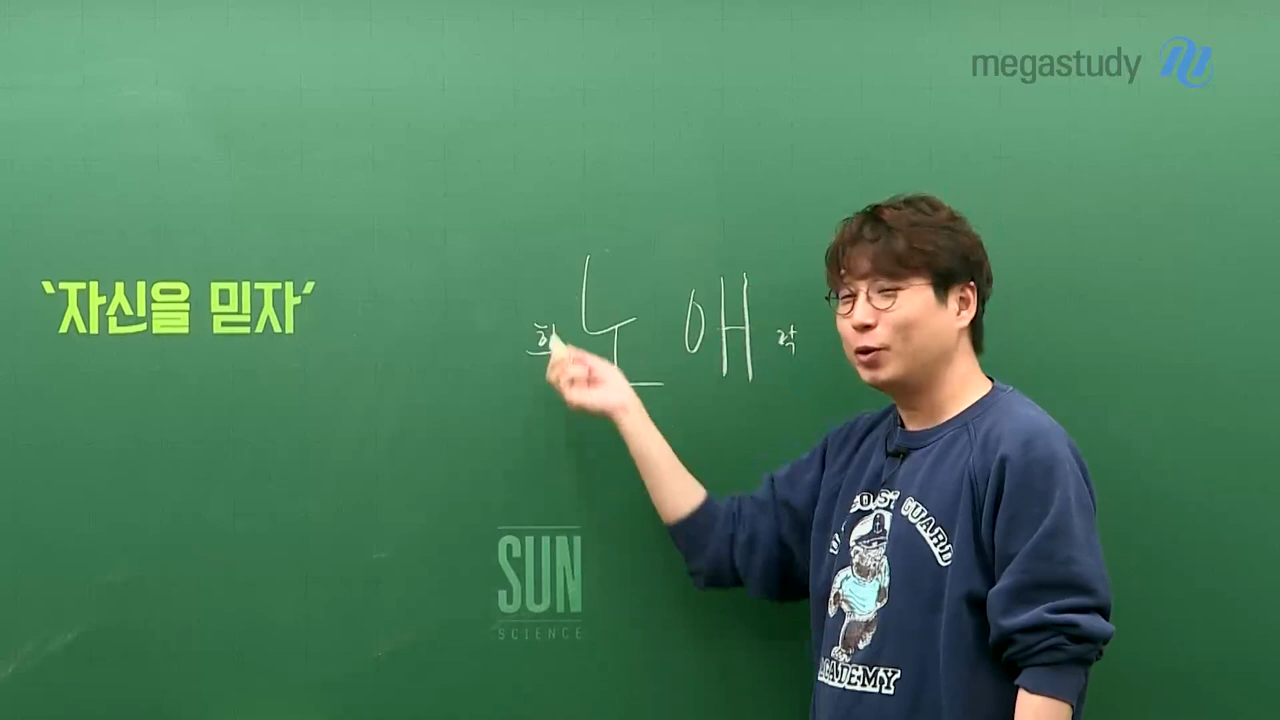 megastudy
'자신을 믿자'
노 애
SUN
SCIENCE
COAST GUARD
ACADEMY